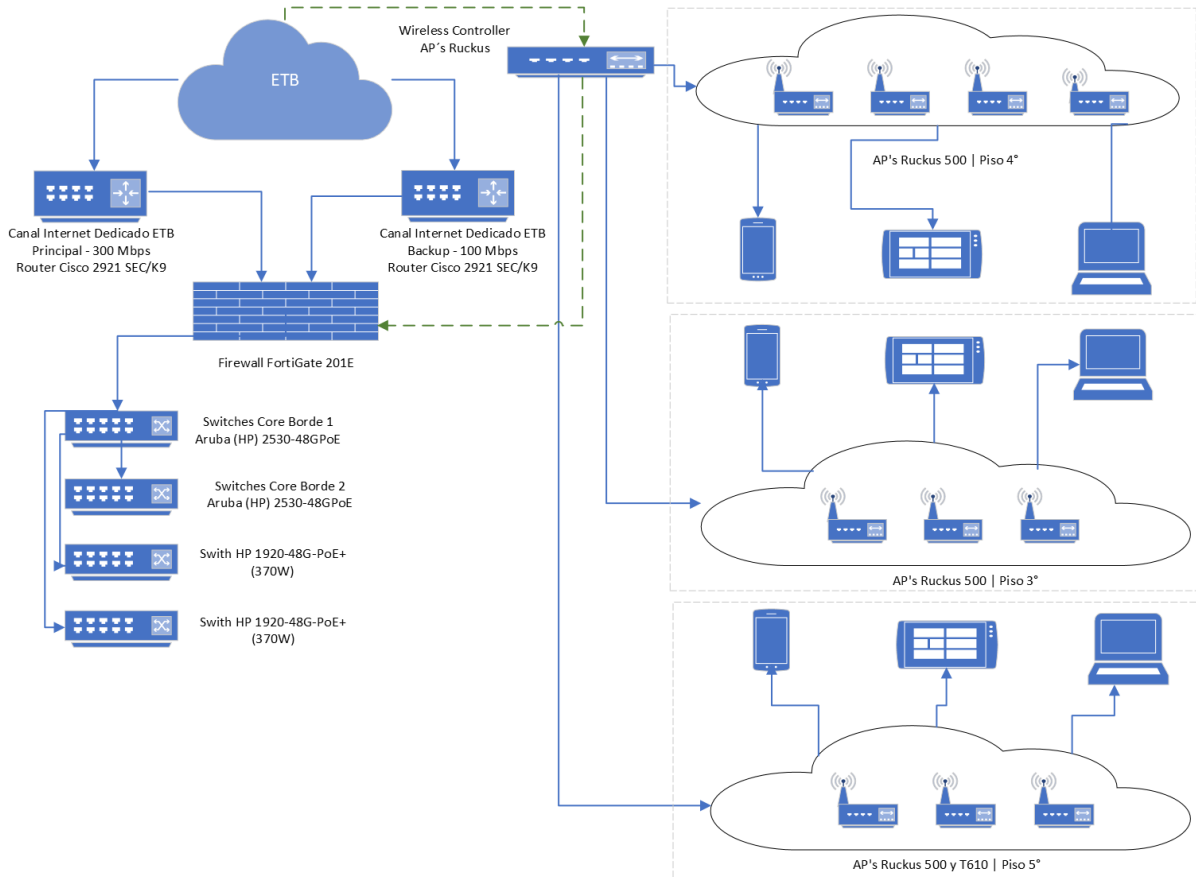 ETB
Wireless Controller
AP´s Ruckus
Canal Internet Dedicado ETB
Principal - 300 Mbps
Router Cisco 2921 SEC/K9
Canal Internet Dedicado ETB
Backup - 100 Mbps
Router Cisco 2921 SEC/K9
Firewall FortiGate 201E
Switches Core Borde 1
Aruba (HP) 2530-48GPoE
Switches Core Borde 2
Aruba (HP) 2530-48GPoE
Swith HP 1920-48G-PoE+
(370W)
Swith HP 1920-48G-PoE+
(370W)
AP's Ruckus 500 | Piso 4°
AP's Ruckus 500 | Piso 3°
AP's Ruckus 500 y T610 | Piso 5°